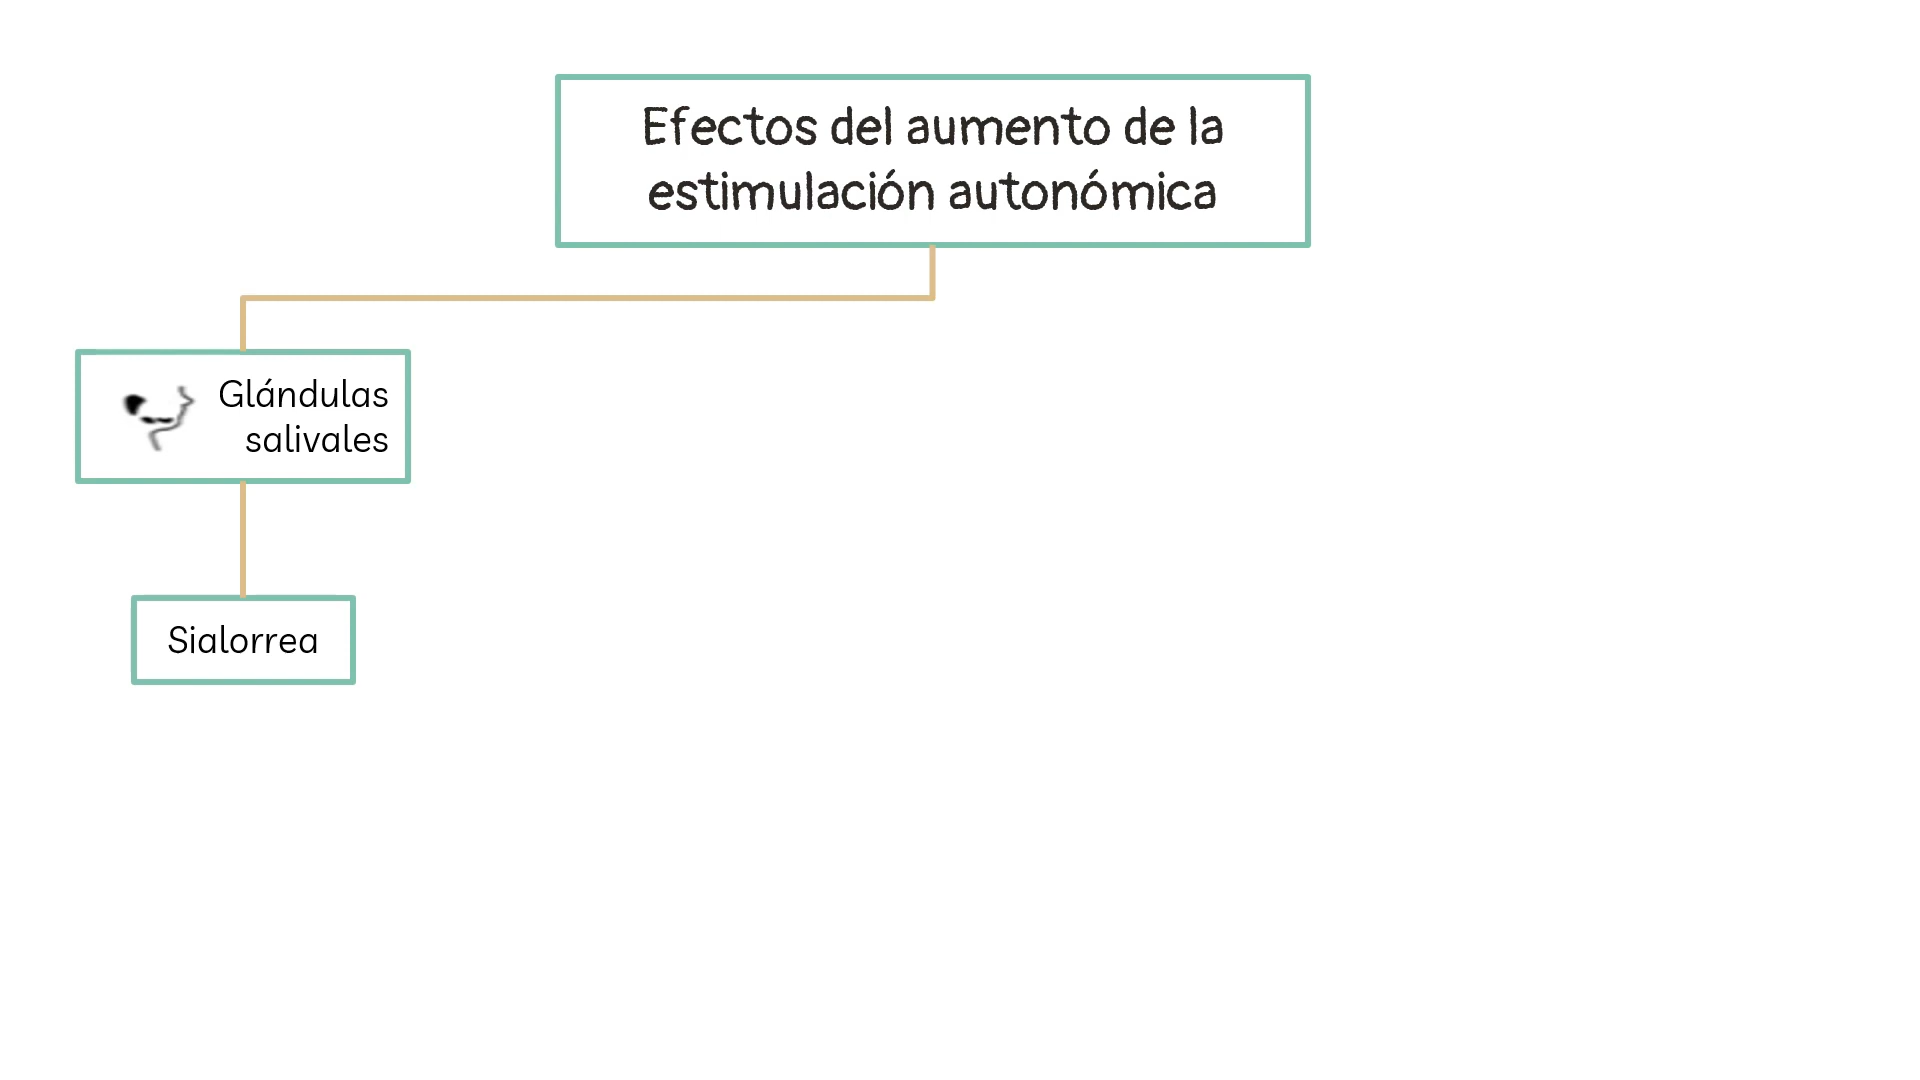 Efectos del aumento de la
estimulación autonómica
Glándulas
salivales
Sialorrea